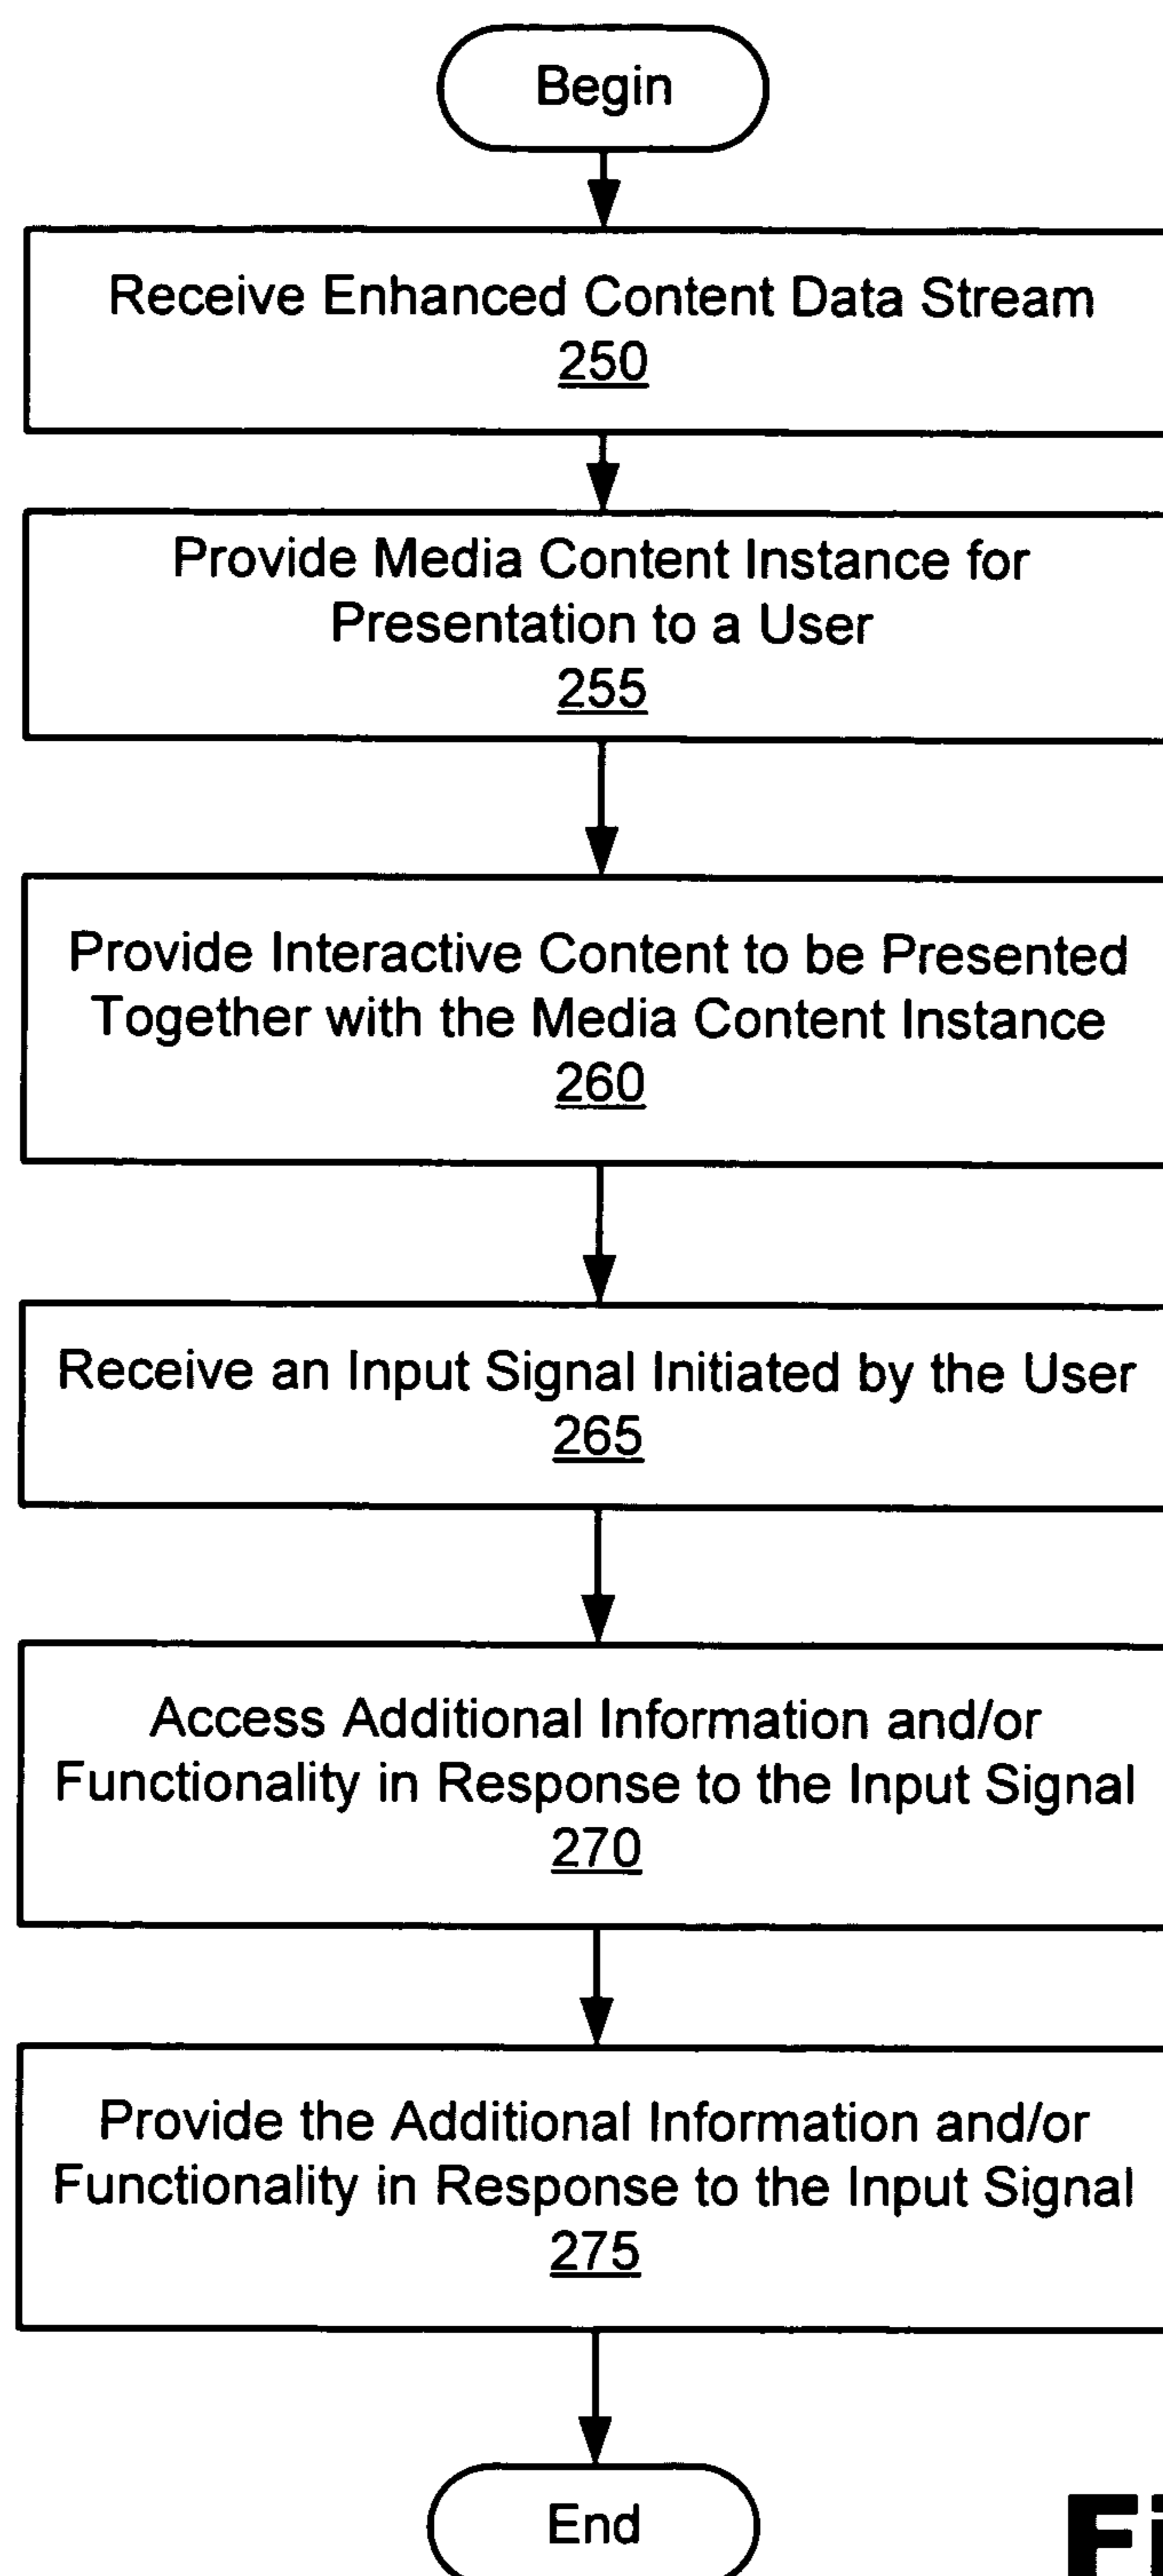 Begin
Receive Enhanced Content Data Stream
250
Provide Media Content Instance for
Presentation to a User
255
Provide Interactive Content to be Presented
Together with the Media Content Instance
260
Receive an Input Signal Initiated by the User
265
Access Additional Information and/or
Functionality in Response to the Input Signal
270
Provide the Additional Information and/or
Functionality in Response to the Input Signal
275
End